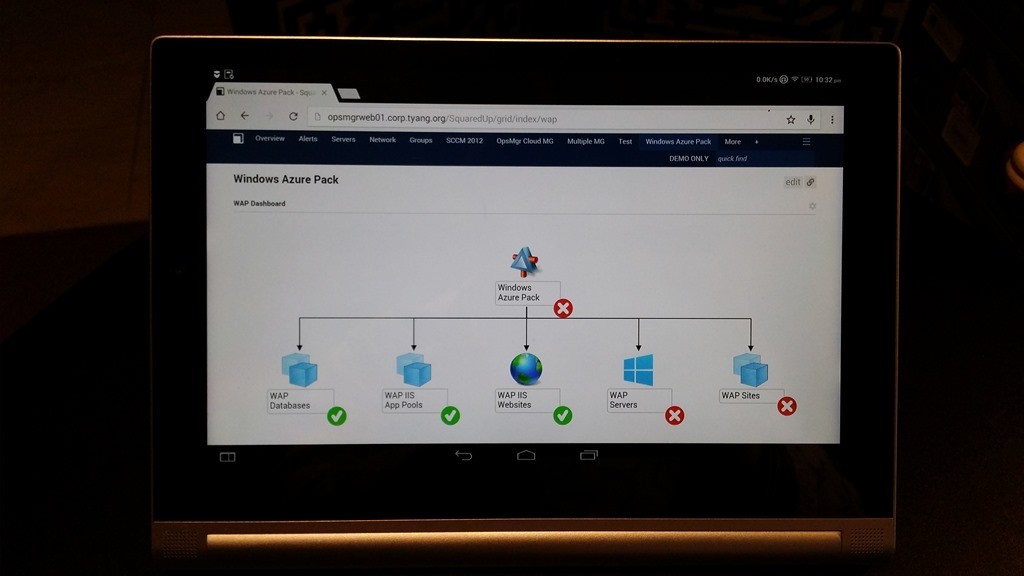 0.0K/s 10:32 pm
Windows Azure Pack - Squa
opsmgrweb01.corp.tyang.org/SquaredUp/grid/index/wap
Overview Alerts Servers Network Groups SCCM 2012 OpsMgr Cloud MG Multiple MG Test Windows Azure Pack More +
DEMO ONLY quick find
Windows Azure Pack
edit
WAP Dashboard
Windows
Azure Pack
WAP
Databases
WAP IIS
App Pools
WAP IIS
Websites
WAP
Servers
WAP Sites